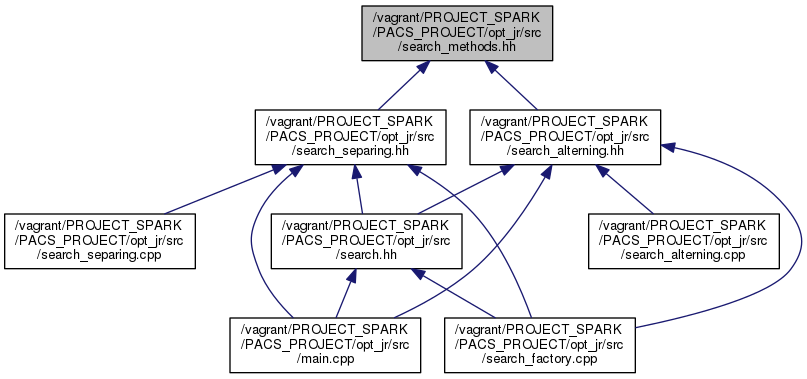 /vagrant/PROJECT_SPARK
/PACS_PROJECT/opt_jr/src
/search_methods.hh
/vagrant/PROJECT_SPARK
/PACS_PROJECT/opt_jr/src
/search_separing.hh
/vagrant/PROJECT_SPARK
/PACS_PROJECT/opt_jr/src
/search_alterning.hh
/vagrant/PROJECT_SPARK
/PACS_PROJECT/opt_jr/src
/search_separing.cpp
/vagrant/PROJECT_SPARK
/PACS_PROJECT/opt_jr/src
/search.hh
/vagrant/PROJECT_SPARK
/PACS_PROJECT/opt_jr/src
/search_alterning.cpp
/vagrant/PROJECT_SPARK
/PACS_PROJECT/opt_jr/src
/main.cpp
/vagrant/PROJECT_SPARK
/PACS_PROJECT/opt_jr/src
/search_factory.cpp